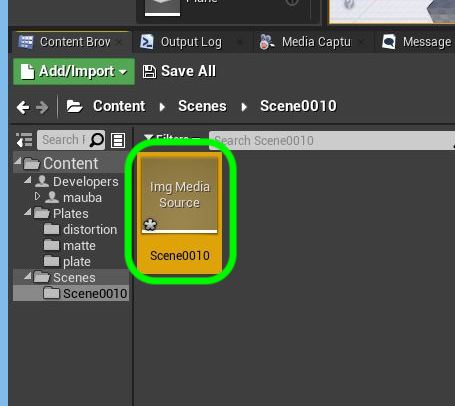 Plane
Content Brov
Output Log
Media Captu
Message
Add/Import
Save All
Content
Scenes
Scene0010
Search F
Filters
Search Scene0010
Content
Developers
mauba
Plates
distortion
matte
plate
Scenes
Scene0010
Img Media
Source
Scene0010